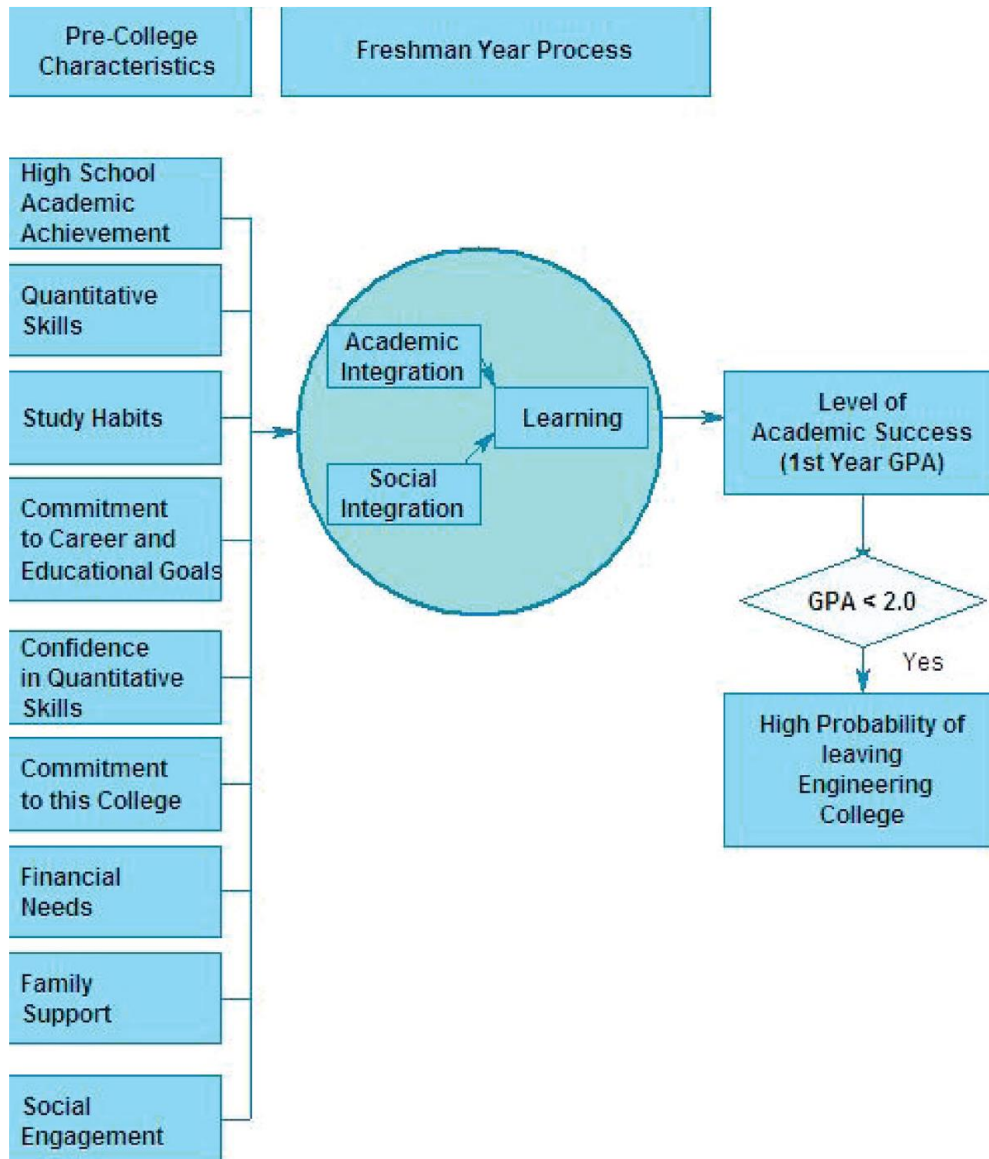 Pre-College
Characteristics
Freshman Year Process
High School
Academic
Achievement
Quantitative
Skills
Study Habits
Commitment
to Career and
Educational Goals
Confidence
in Quantitative
Skills
Commitment
to this College
Financial
Needs
Family
Support
Social
Engagement
Academic
Integration
Learning
Social
Integration
Level of
Academic Success
(1st Year GPA)
GPA < 2.0
Yes
High Probability of
leaving
Engineering
College